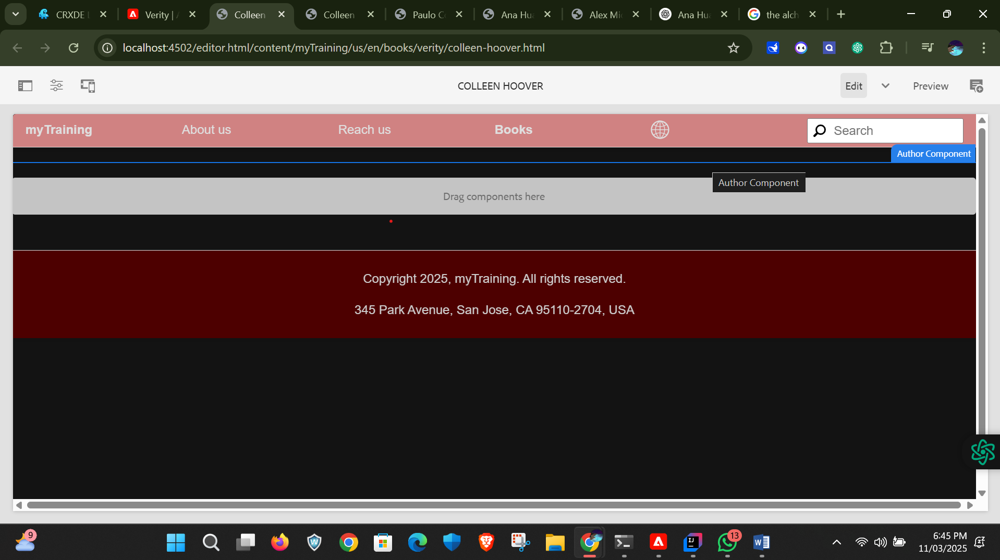 CRXDE L
Verity | A
Colleen
Colleen
Paulo C
Ana Hua
Alex Mic
Ana Hua
the alch
localhost:4502/editor.html/content/myTraining/us/en/books/verity/colleen-hoover.html
COLLEEN HOOVER
Edit
Preview
myTraining
About us
Reach us
Books
Search
Author Component
Author Component
Drag components here
Copyright 2025, myTraining. All rights reserved.
345 Park Avenue, San Jose, CA 95110-2704, USA
9
13
6:45 PM
11/03/2025